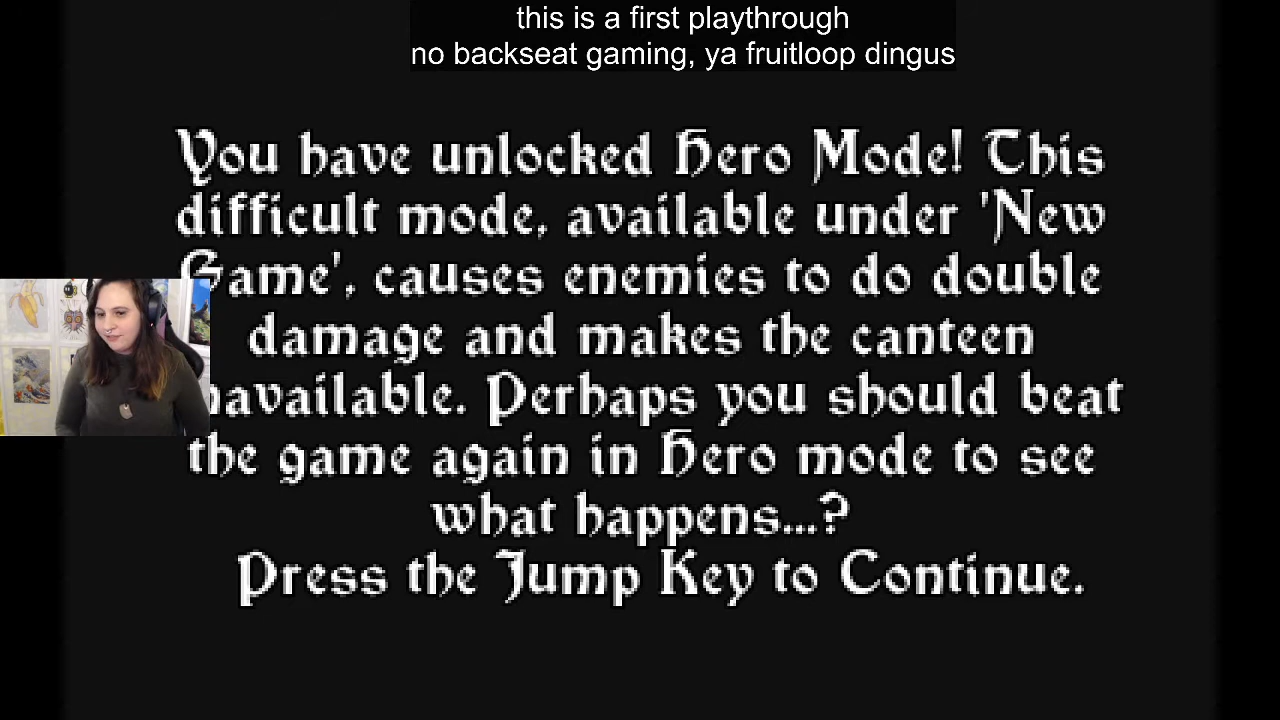 this is a first playthrough
no backseat gaming, ya fruitloop dingus
You have unlocked Hero Mode! This
difficult mode, available under 'New
Game', causes enemies to do double
damage and makes the canteen
navailable. Perhaps you should beat
the game again in Hero mode to see
what happens...?
Press the Jump Key to Continue.